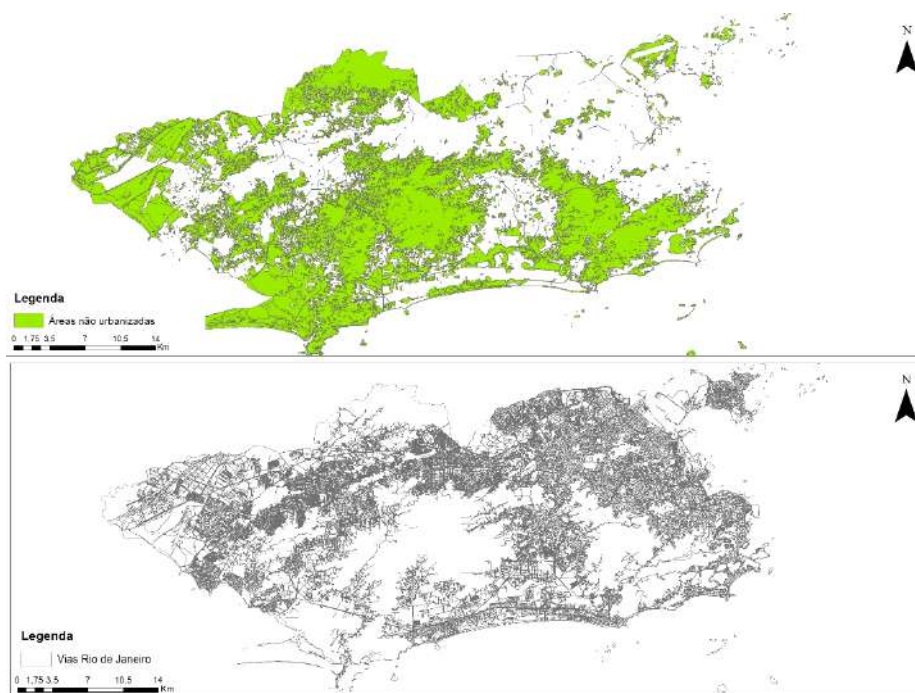 N
Legenda
Áreas não urbanizadas
0 1,75 3,5 7 10,5 14
Km
N
Legenda
Vias Rio de Janeiro
0 1,75 3,5 7 10,5 14
Km